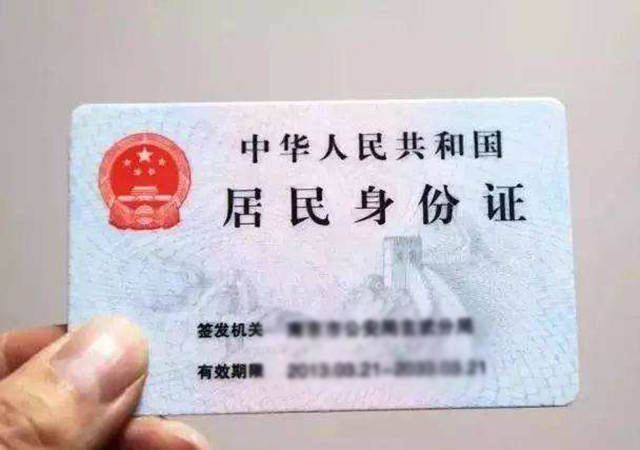 中华人民共和国
居民身份证
签发机关
有效期限